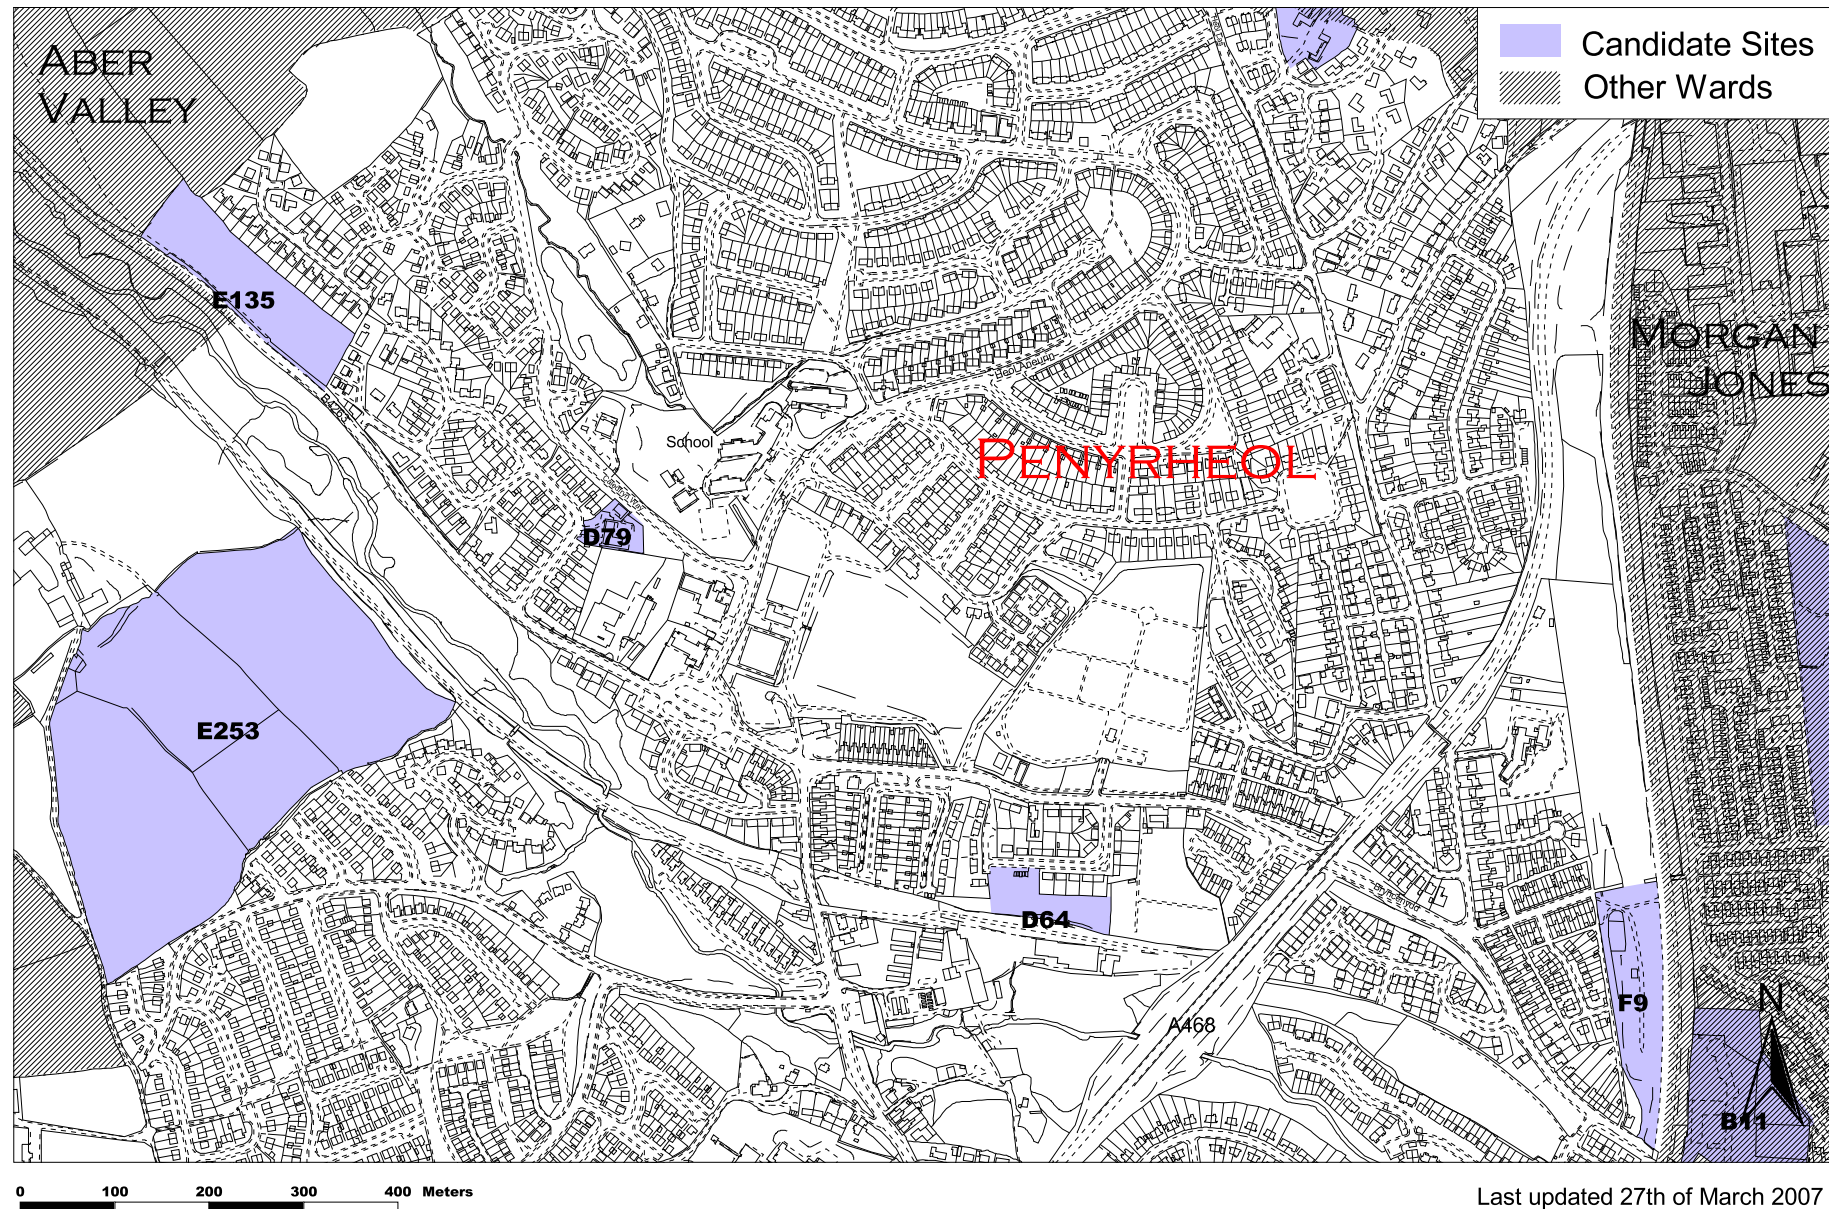 ABER
VALLEY
Candidate Sites
Other Wards
E135
MORGAN
JONES
School
PENYRHEOL
D79
E253
D64
F9
N
A468
B11
0 100 200 300 400 Meters
Last updated 27th of March 2007